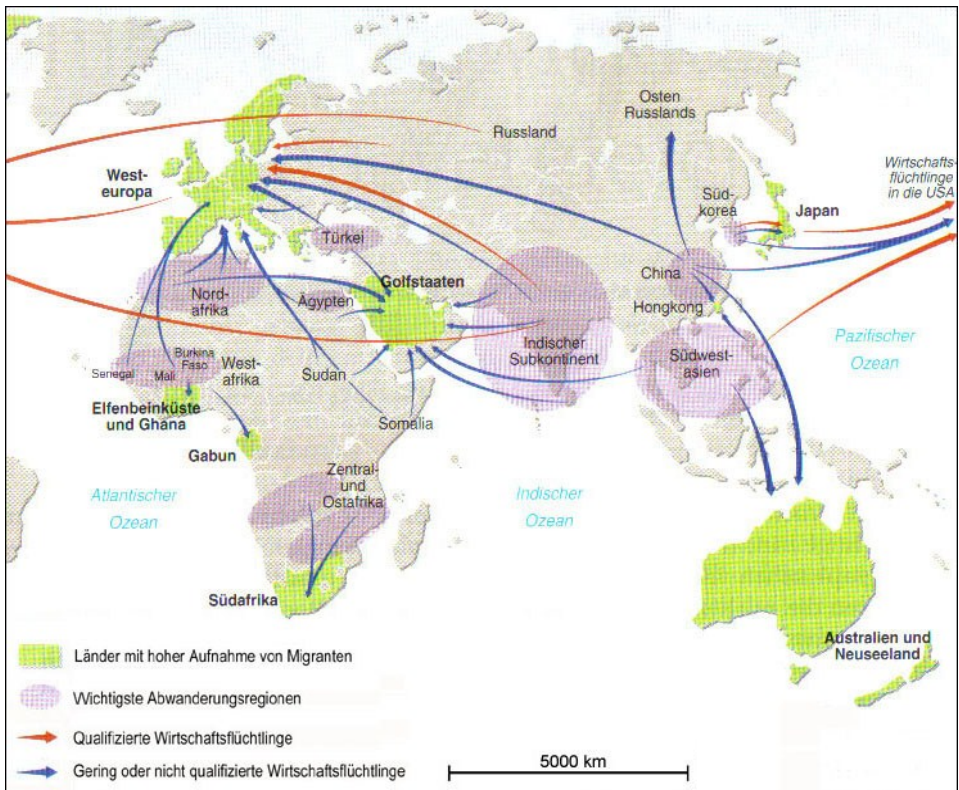 Osten
Russlands
Russland
Wirtschafts-
flüchtlinge
in die USA
West-
europa
Süd-
korea
Japan
Türkei
China
Golfstaaten
Nord-
afrika
Ägypten
Hongkong
Indischer
Subkontinent
Südwest-
asien
Pazifischer
Ozean
Burkina
Faso
Senegal
Mali
West-
afrika
Sudan
Elfenbeinküste
und Ghana
Somalia
Gabun
Zentral-
und
Ostafrika
Atlantischer
Ozean
Indischer
Ozean
Südafrika
Australien und
Neuseeland
Länder mit hoher Aufnahme von Migranten
Wichtigste Abwanderungsregionen
Qualifizierte Wirtschaftsflüchtlinge
Gering oder nicht qualifizierte Wirtschaftsflüchtlinge
5000 km